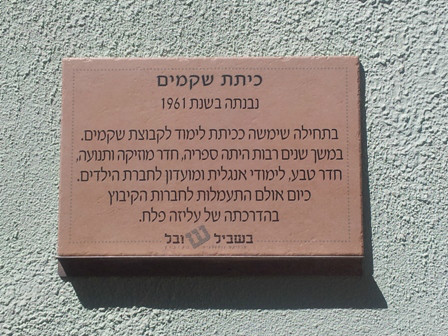 כיתת שקמים
נבנתה בשנת 1961
בתחילה שימשה ככיתת לימוד לקבוצת שקמים.
במשך שנים רבות היתה ספריה, חדר מוזיקה ותנועה,
חדר טבע, לימודי אנגלית ומועדון לחברת הילדים.
כיום אולם התעמלות לחברות הקיבוץ
בהדרכתה של עליזה פלח.
בשביל יובל